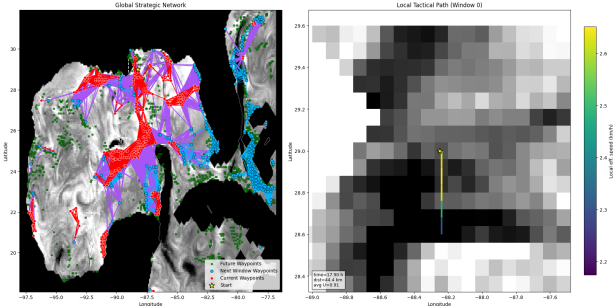 Global Strategic Network
Latitude
30
28
26
24
22
20
−97.5
−95.0
−92.5
−90.0
−87.5
−85.0
−82.5
−80.0
−77.5
Longitude
Future Waypoints
Next Window Waypoints
Current Waypoints
Start
Local Tactical Path (Window 0)
Latitude
29.6
29.4
29.2
29.0
28.8
28.6
28.4
time=17.90 h
dist=44.4 km
avg U=0.01
−89.0
−88.8
−88.6
−88.4
−88.2
−88.0
−87.8
−87.6
Longitude
2.6
2.5
2.4
2.3
2.2
Local eff. speed (km/h)